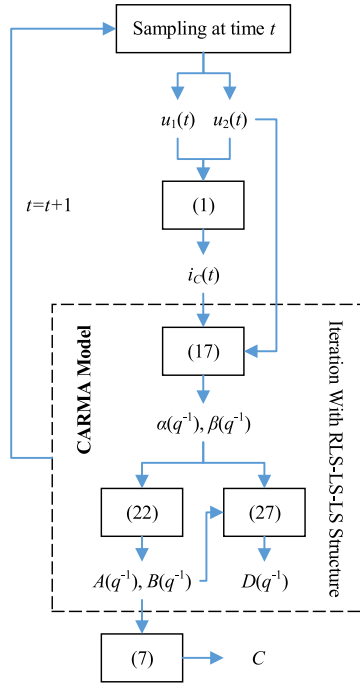 Sampling at time t
u₁(t) u₂(t)
(1)
t=t+1
i_C(t)
CARMA Model
Iteration With RLS-LS-LS Structure
(17)
α(q⁻¹), β(q⁻¹)
(22) (27)
A(q⁻¹), B(q⁻¹) D(q⁻¹)
(7) C